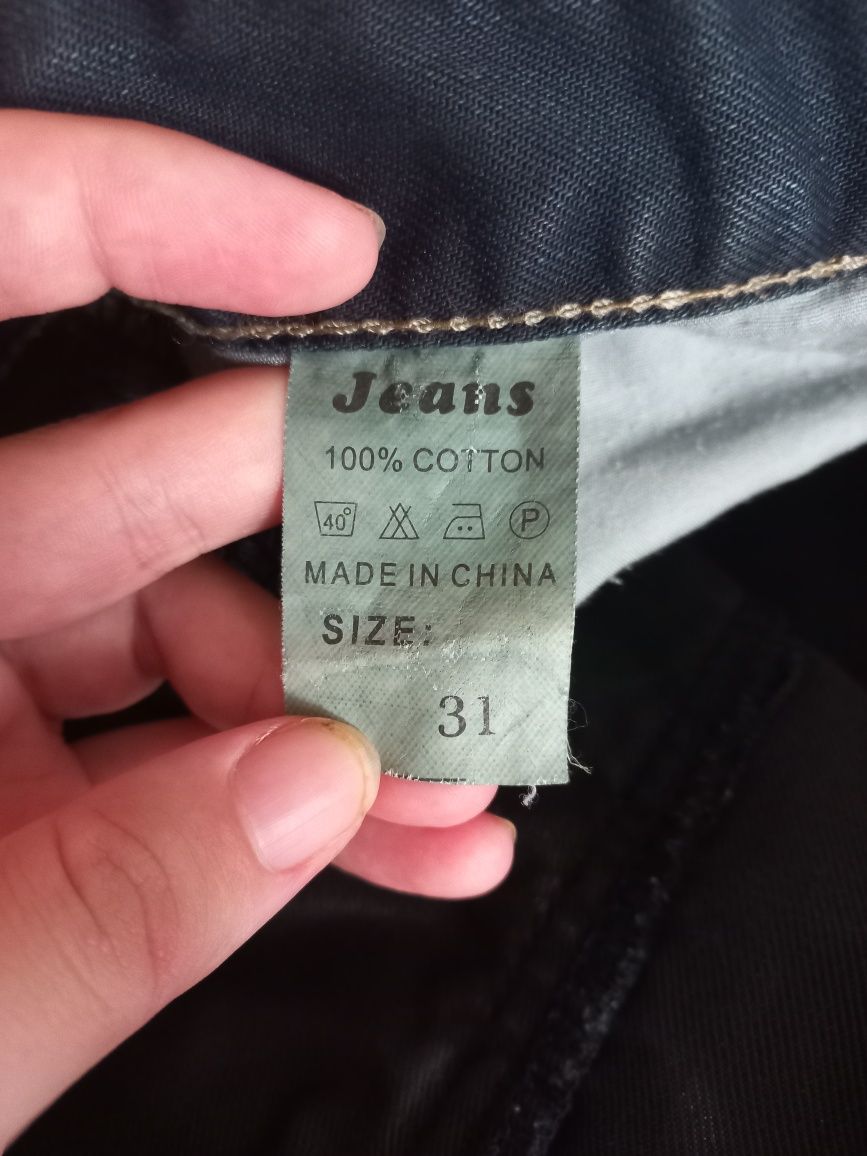 Jeans
100% COTTON
40° P
MADE IN CHINA
SIZE:
31